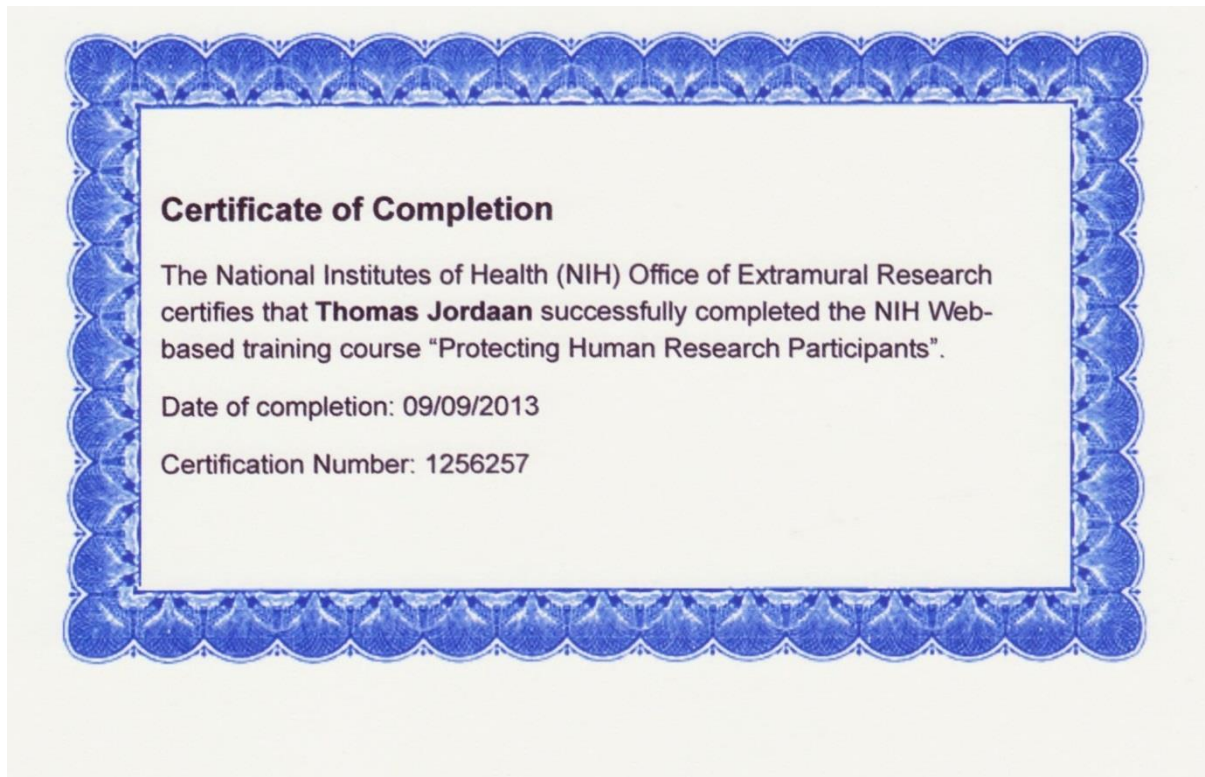 Certificate of Completion
The National Institutes of Health (NIH) Office of Extramural Research
certifies that Thomas Jordaan successfully completed the NIH Web-
based training course “Protecting Human Research Participants”.
Date of completion: 09/09/2013
Certification Number: 1256257